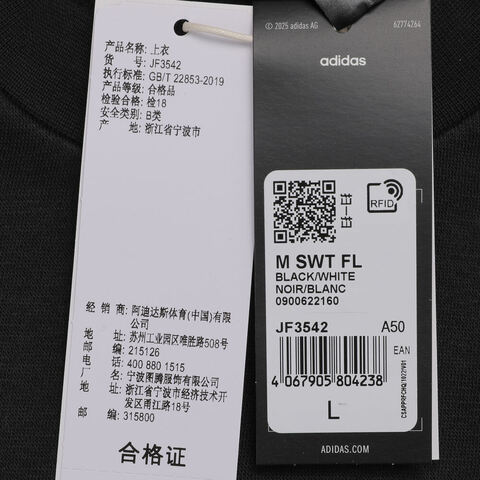 产品名称: 上衣
货 号: JF3542
执行标准: GB/T 22853-2019
产品等级: 合格品
检验合格: 检18
安全类别: B类
产 地: 浙江省宁波市
经 销 商: 阿迪达斯体育(中国)有限公司
地 址: 苏州工业园区唯胜路508号
邮 编: 215126
电 话: 400 880 1515
厂 名: 宁波图腾服饰有限公司
地 址: 浙江省宁波市经济技术开
发区甬江路18号
邮 编: 315800
合格证
© 2025 adidas AG
62774264
adidas
RFID
M SWT FL
BLACK/WHITE
NOIR/BLANC
0900622160
JF3542
A50
EAN
4 067905 804238
L
ADIDAS.COM